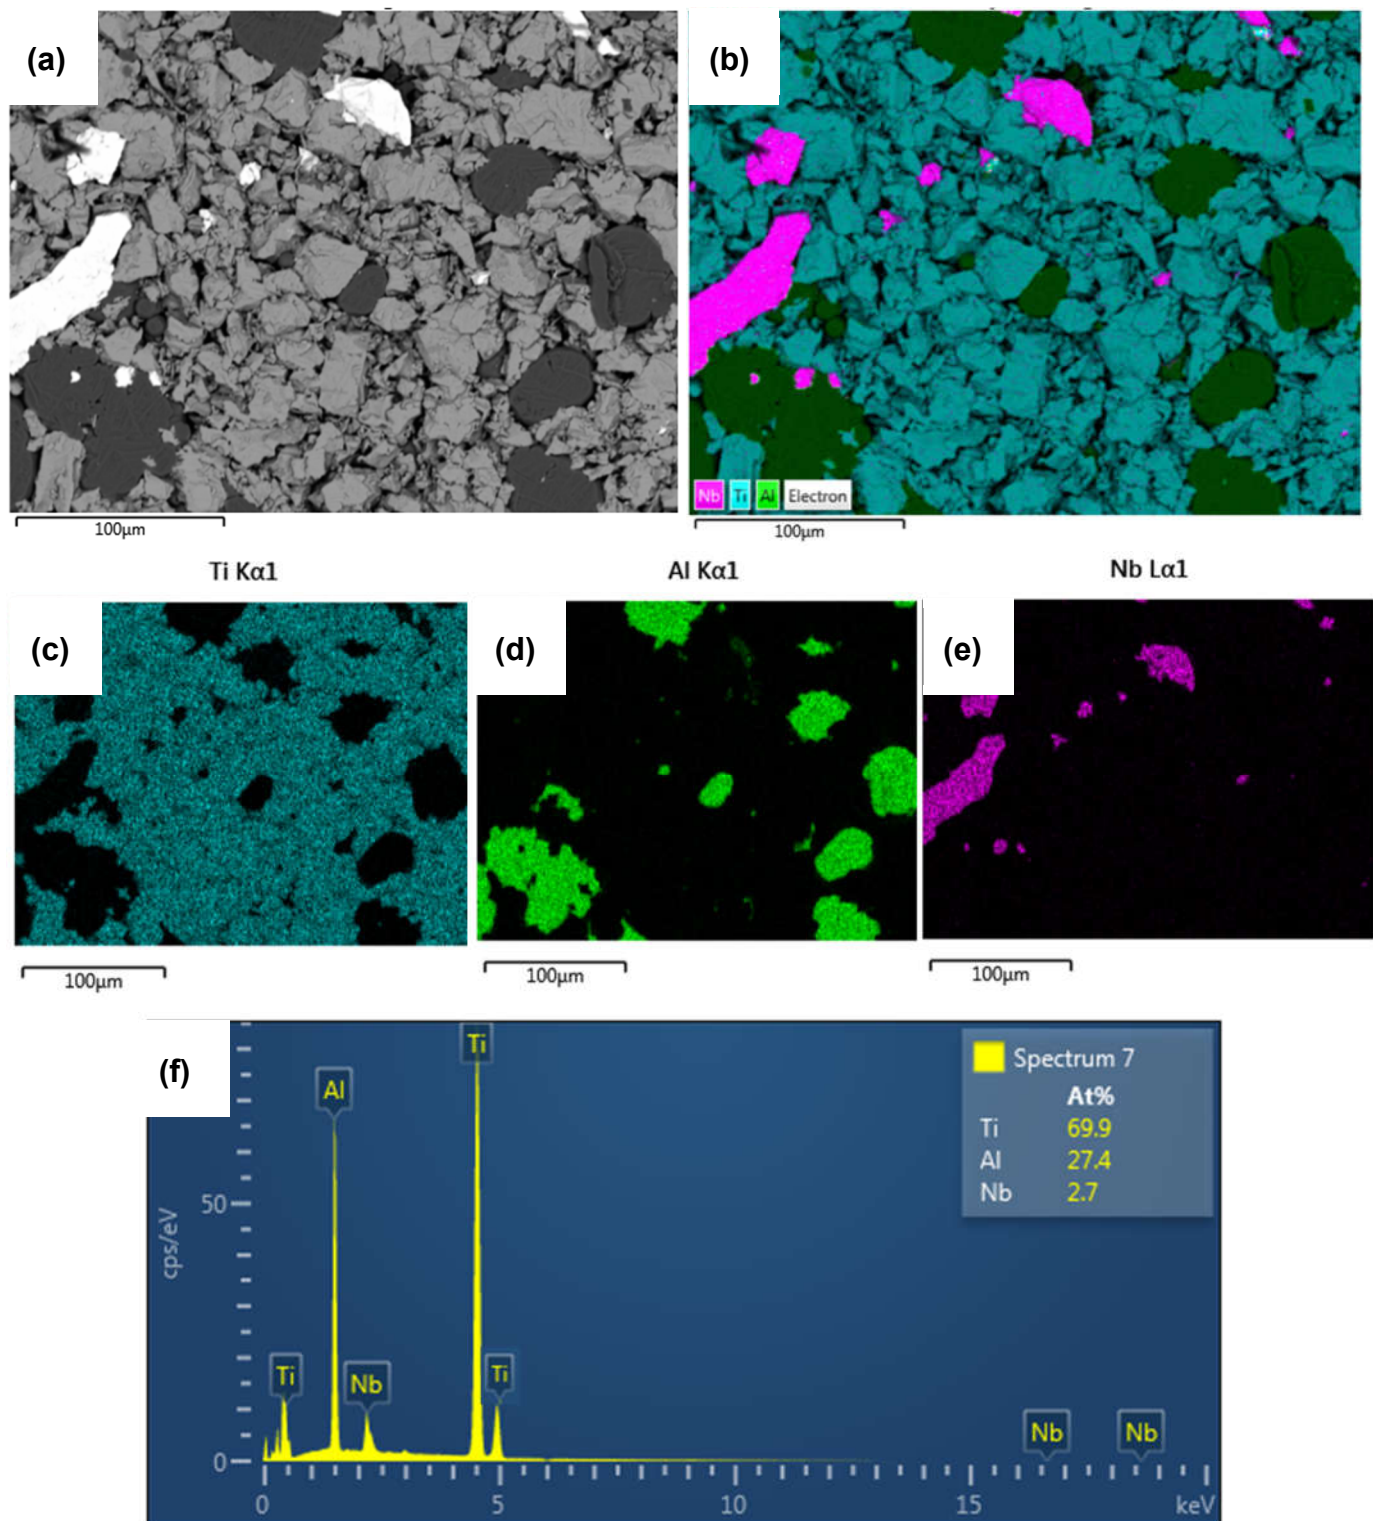 (a)
(b)
Nb Ti Al Electron
100μm
100μm
Ti Kα1
Al Kα1
Nb Lα1
(c)
(d)
(e)
100μm
100μm
100μm
(f)
Spectrum 7
At%
Ti 69.9
Al 27.4
Nb 2.7
Ti
Al
Ti
Nb
Ti
Nb
Nb
cps/eV
50
0
0
5
10
15
keV